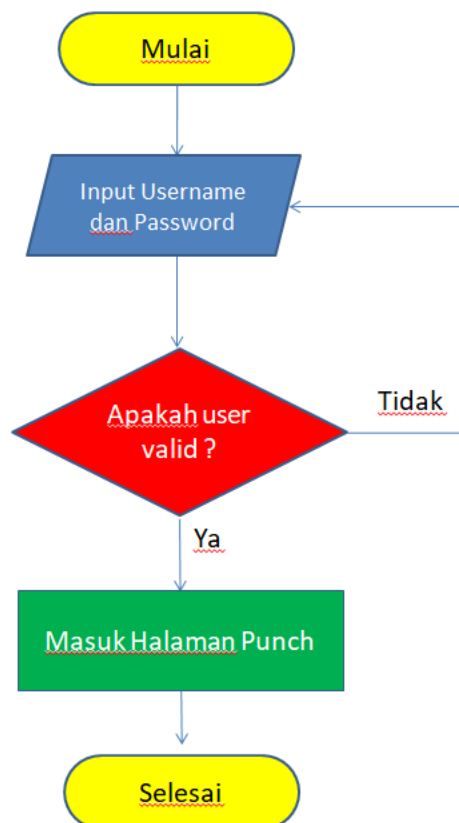 Mulai
Input Username
dan Password
Apakah user
valid ?
Tidak
Ya
Masuk Halaman Punch
Selesai